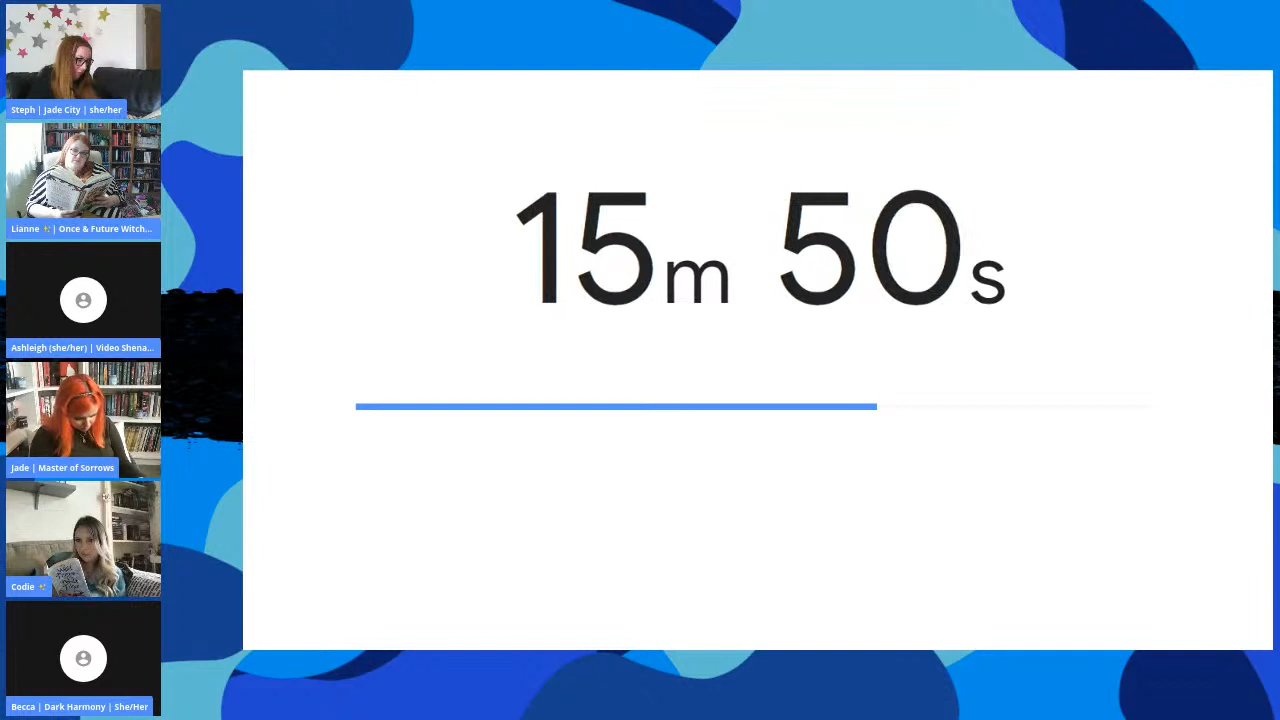 Steph | Jade City | she/her
Lianne ✨ | Once & Future Witch...
Ashleigh (she/her) | Video Shena...
Jade | Master of Sorrows
Codie ✨
Becca | Dark Harmony | She/Her
15m 50s